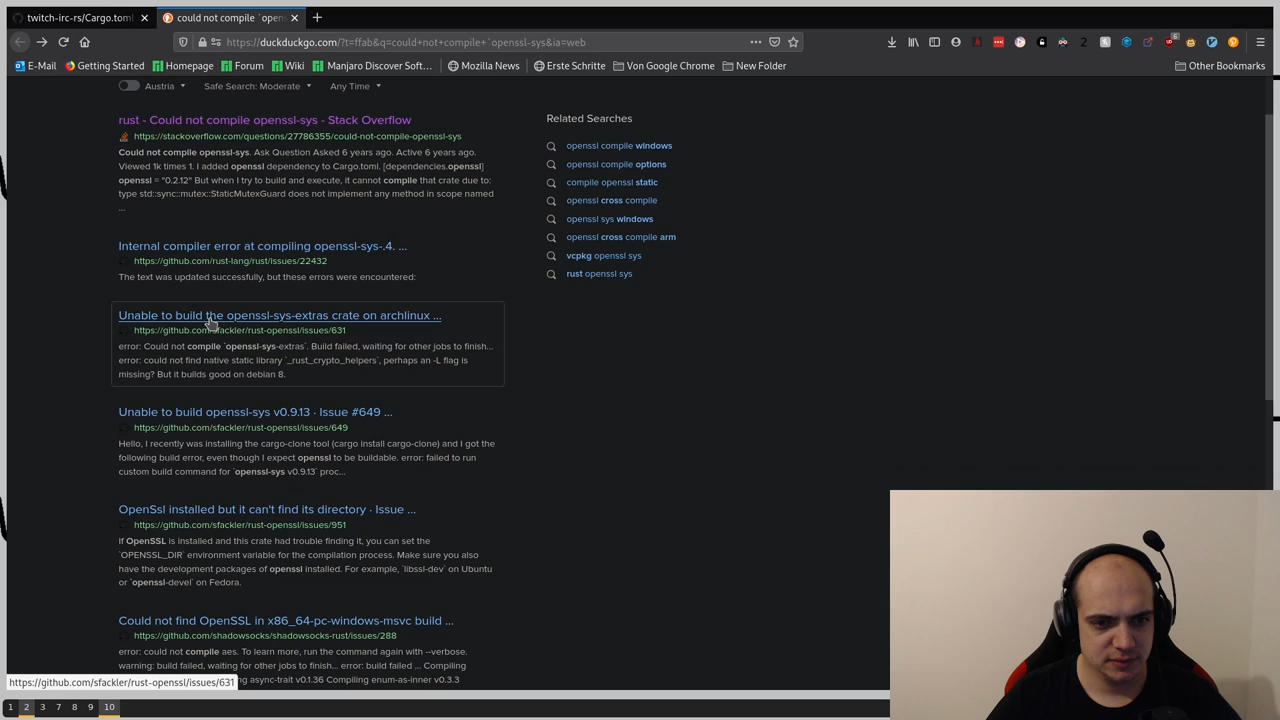 twitch-irc-rs/Cargo.toml
could not compile `opens
https://duckduckgo.com/?t=ffab&q=could+not+compile+`openssl-sys&ia=web
E-Mail
Getting Started
Homepage
Forum
Wiki
Manjaro Discover Soft…
Mozilla News
Erste Schritte
Von Google Chrome
New Folder
Other Bookmarks
Austria
Safe Search: Moderate
Any Time
rust - Could not compile openssl-sys - Stack Overflow
https://stackoverflow.com/questions/27786355/could-not-compile-openssl-sys
Could not compile openssl-sys. Ask Question Asked 6 years ago. Active 6 years ago.
Viewed 1k times 1. I added openssl dependency to Cargo.toml. [dependencies.openssl]
openssl = "0.2.12" But when I try to build and execute, it cannot compile that crate due to:
type std::sync::mutex::StaticMutexGuard does not implement any method in scope named
...
Internal compiler error at compiling openssl-sys-.4. ...
https://github.com/rust-lang/rust/issues/22432
The text was updated successfully, but these errors were encountered:
Unable to build the openssl-sys-extras crate on archlinux ...
https://github.com/sfackler/rust-openssl/issues/631
error: Could not compile `openssl-sys-extras`. Build failed, waiting for other jobs to finish...
error: could not find native static library `_rust_crypto_helpers`, perhaps an -L flag is
missing? But it builds good on debian 8.
Unable to build openssl-sys v0.9.13 · Issue #649 ...
https://github.com/sfackler/rust-openssl/issues/649
Hello, I recently was installing the cargo-clone tool (cargo install cargo-clone) and I got the
following build error, even though I expect openssl to be buildable. error: failed to run
custom build command for `openssl-sys v0.9.13` proc...
OpenSsl installed but it can't find its directory · Issue ...
https://github.com/sfackler/rust-openssl/issues/951
If OpenSSL is installed and this crate had trouble finding it, you can set the
`OPENSSL_DIR` environment variable for the compilation process. Make sure you also
have the development packages of openssl installed. For example, `libssl-dev` on Ubuntu
or `openssl-devel` on Fedora.
Could not find OpenSSL in x86_64-pc-windows-msvc build ...
https://github.com/shadowsocks/shadowsocks-rust/issues/288
error: could not compile aes. To learn more, run the command again with --verbose.
warning: build failed, waiting for other jobs to finish... error: build failed ... Compiling
ng async-trait v0.1.36 Compiling enum-as-inner v0.3.3
Related Searches
openssl compile windows
openssl compile options
compile openssl static
openssl cross compile
openssl sys windows
openssl cross compile arm
vcpkg openssl sys
rust openssl sys
https://github.com/sfackler/rust-openssl/issues/631
1 2 3 7 8 9 10